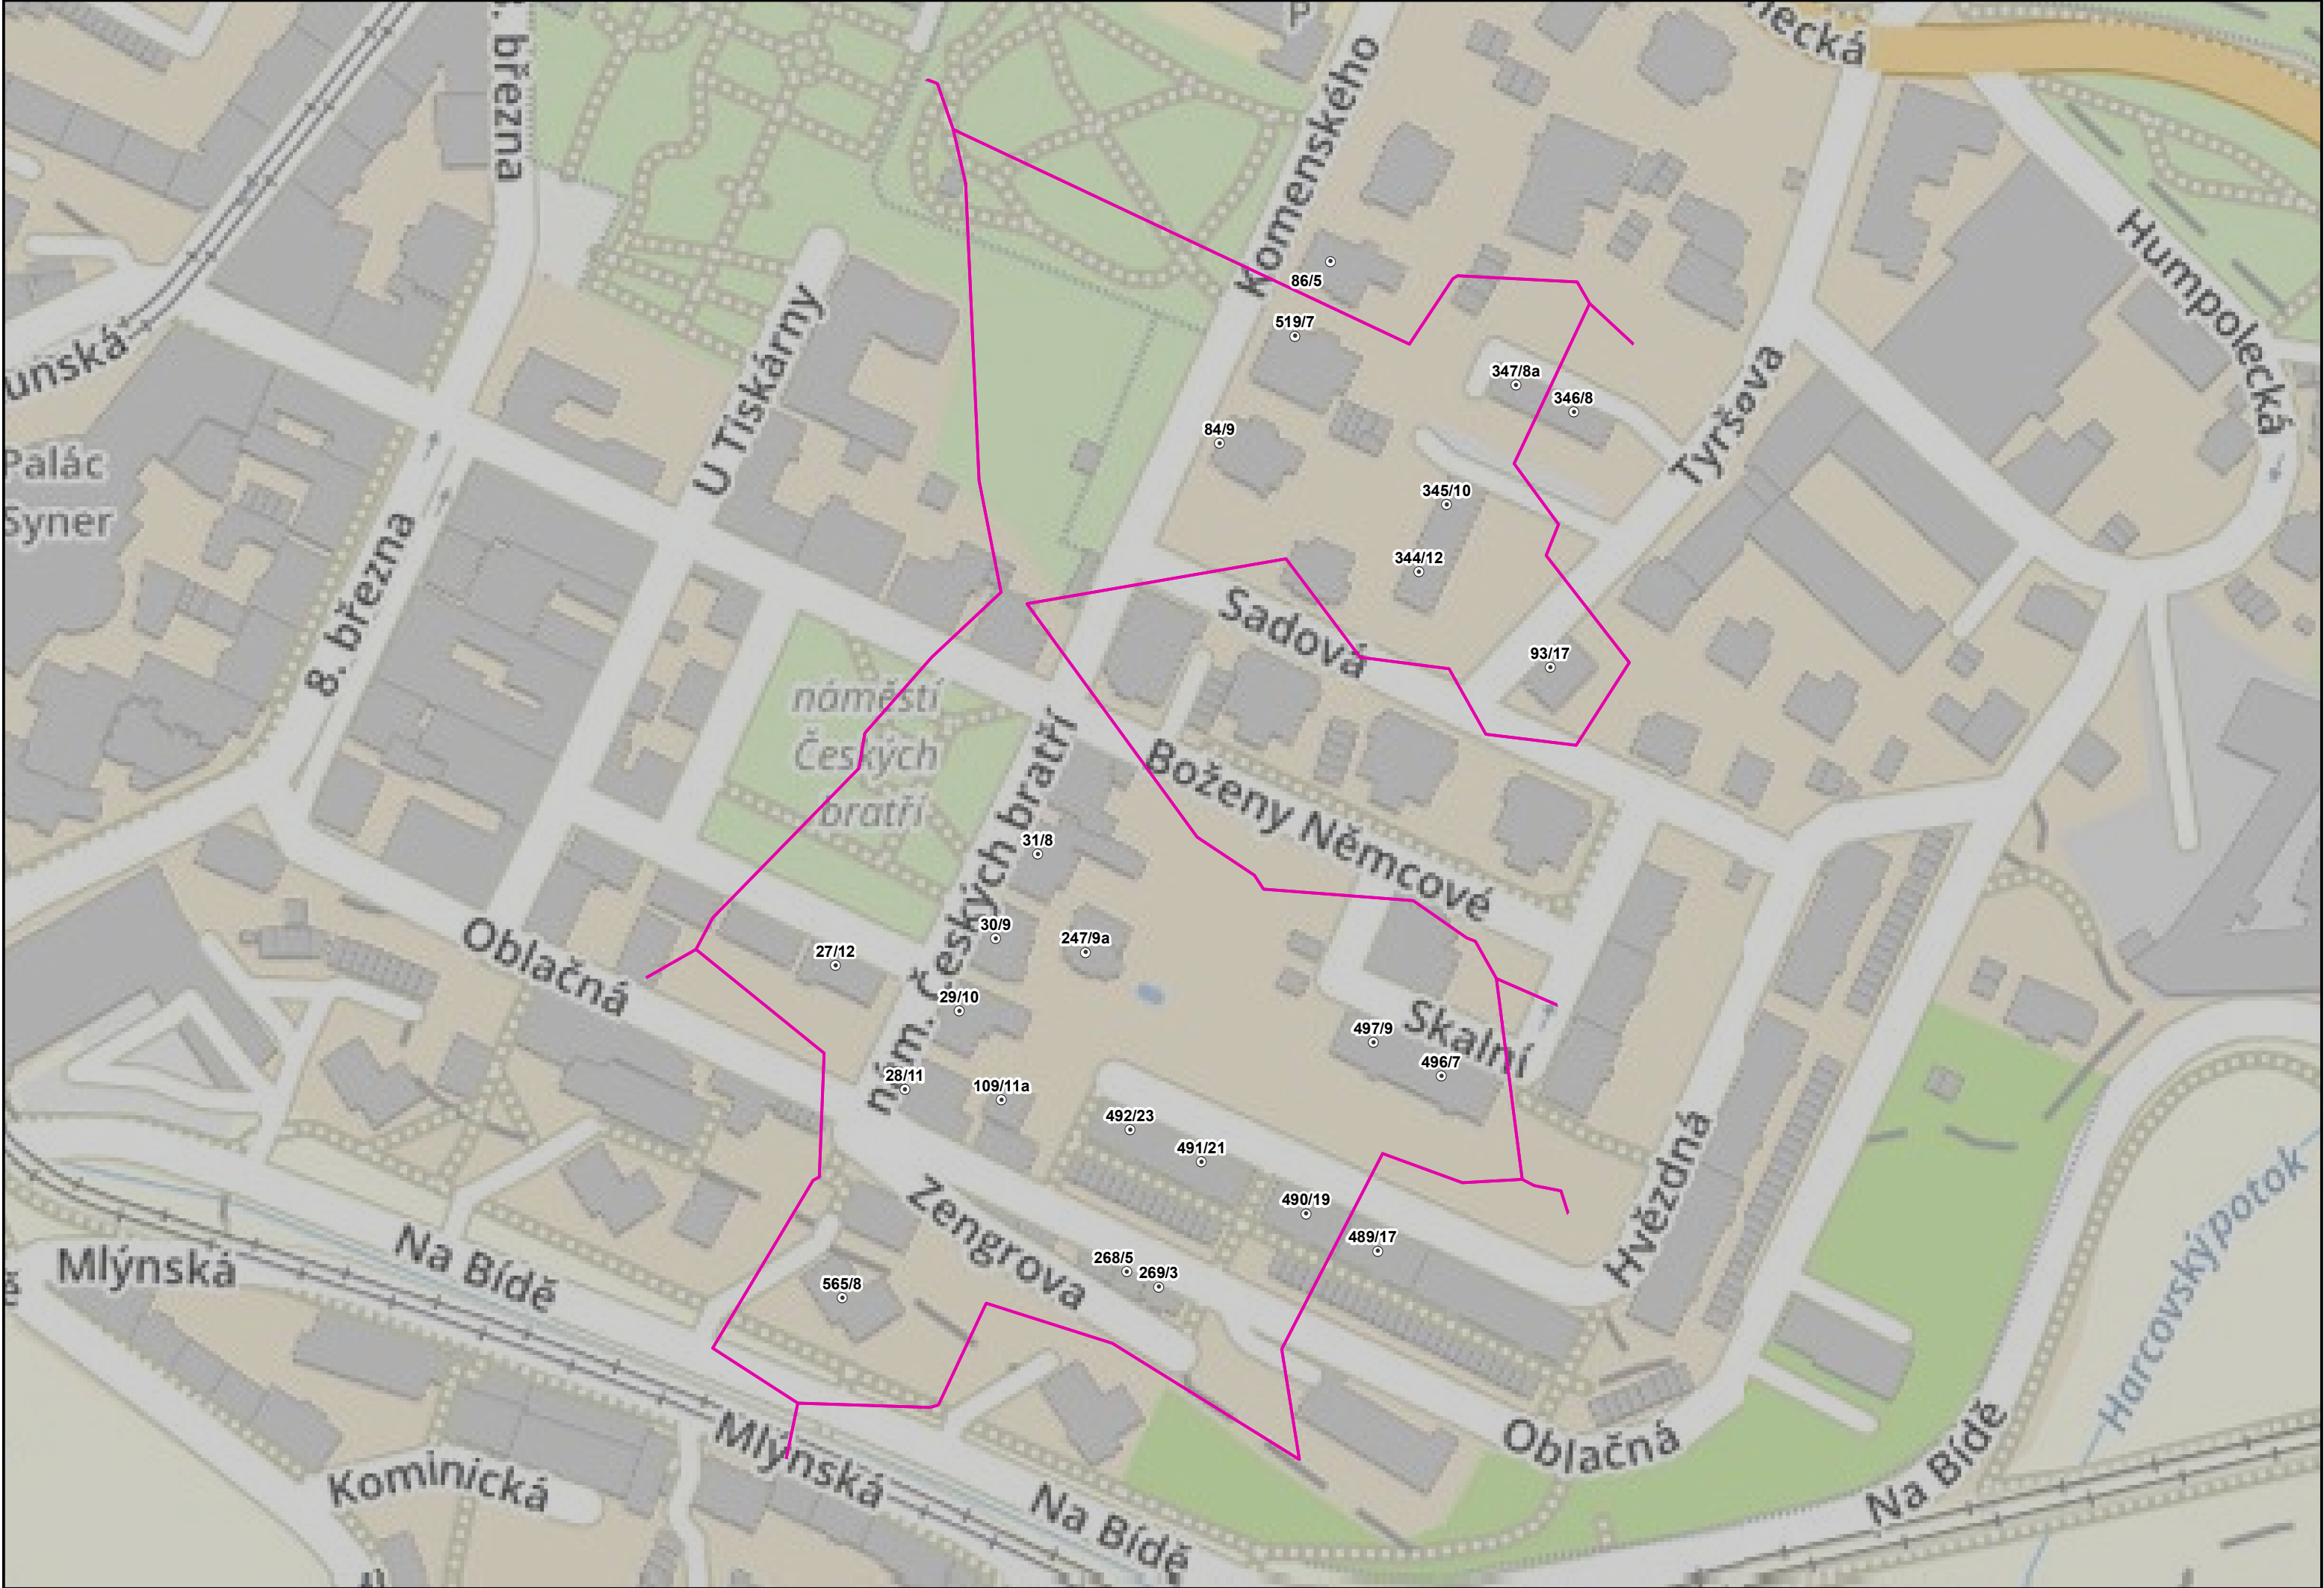 8. března
Komenského
P
necká
Humpolecká
86/5
519/7
unská
U Tiskárny
347/8a
346/8
Tyršova
84/9
Palác
Syner
345/10
344/12
8. března
Sadová
93/17
náměstí
Českých
bratří
nám. Českých bratří
Boženy Němcové
31/8
30/9
247/9a
27/12
Oblačná
29/10
497/9
Skalní
496/7
28/11
109/11a
492/23
491/21
Hvězdná
490/19
489/17
Zengrova
268/5
269/3
565/8
Na Bídě
Mlýnská
ě
Harcovský potok
Oblačná
Mlýnská
Kominická
Na Bídě
Na Bídě